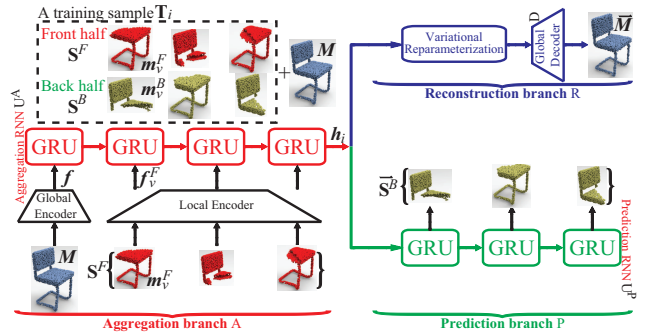 A training sample T_i
Front half
S^F
m_v^F
Back half
S^B
m_v^B
+
M
Variational
Reparameterization
Global
Decoder
D
M̄
Reconstruction branch R
Aggregation RNN U^A
GRU
GRU
GRU
GRU
h_i
f
f_v^F
Global
Encoder
Local Encoder
M
S^F {
m_v^F
}
Aggregation branch A
S⃗^B {
}
GRU
GRU
GRU
Prediction RNN U^P
Prediction branch P